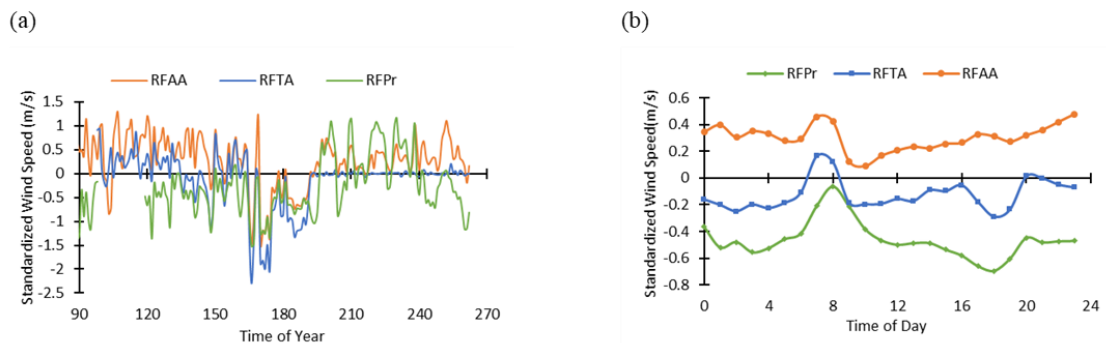 (a)
RFAA RFTA RFPr
Standardized Wind Speed (m/s)
1.5
1
0.5
0
-0.5
-1
-1.5
-2
-2.5
90 120 150 180 210 240 270
Time of Year
(b)
RFPr RFTA RFAA
Standardized Wind Speed(m/s)
0.6
0.4
0.2
0
-0.2
-0.4
-0.6
-0.8
0 4 8 12 16 20 24
Time of Day